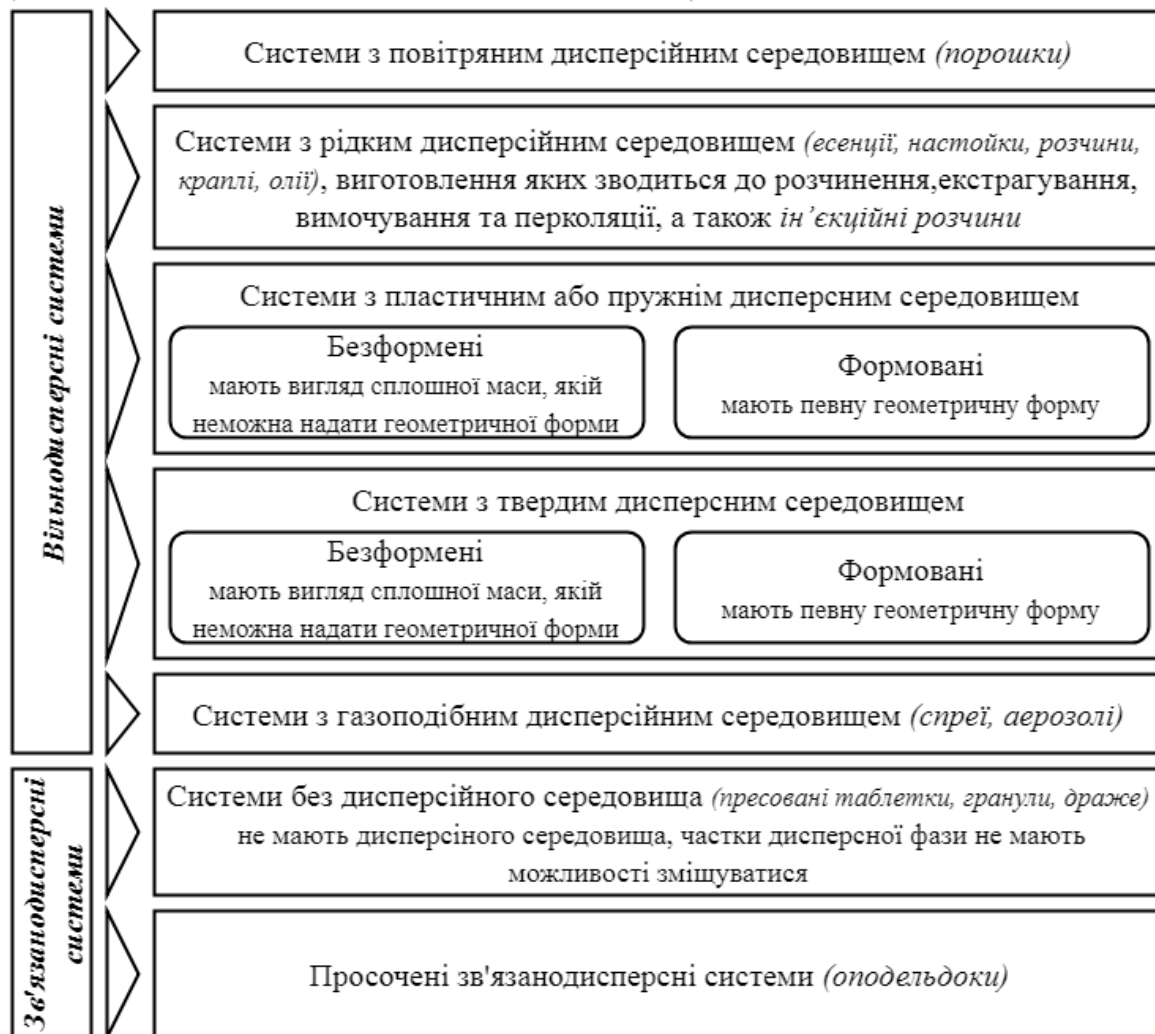 Вільнодисперсні системи
Системи з повітряним дисперсійним середовищем (порошки)
Системи з рідким дисперсійним середовищем (есенції, настойки, розчини,
краплі, олії), виготовлення яких зводиться до розчинення,екстрагування,
вимочування та перколяції, а також ін’єкційні розчини
Системи з пластичним або пружнім дисперсним середовищем
Безформені
мають вигляд сплошної маси, якій
неможна надати геометричної форми
Формовані
мають певну геометричну форму
Системи з твердим дисперсним середовищем
Безформені
мають вигляд сплошної маси, якій
неможна надати геометричної форми
Формовані
мають певну геометричну форму
Системи з газоподібним дисперсійним середовищем (спреї, аерозолі)
Зв'язанодисперсні
системи
Системи без дисперсійного середовища (пресовані таблетки, гранули, драже)
не мають дисперсіного середовища, частки дисперсної фази не мають
можливості зміщуватися
Просочені зв'язанодисперсні системи (оподельдоки)